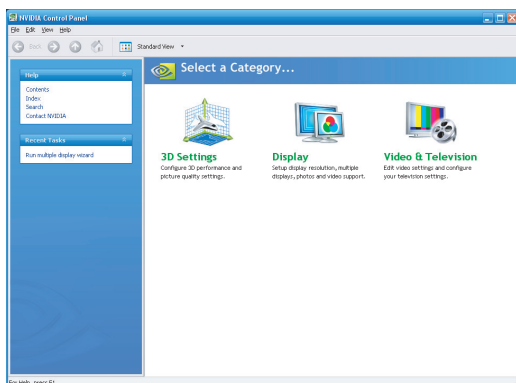 NVIDIA Control Panel
File Edit View Help
Back Standard View
Help
Contents
Index
Search
Contact NVIDIA
Recent Tasks
Run multiple display wizard
Select a Category...
3D Settings
Configure 3D performance and
picture quality settings.
Display
Setup display resolution, multiple
displays, photos and video support.
Video & Television
Edit video settings and configure
your television settings.
For Help, press F1